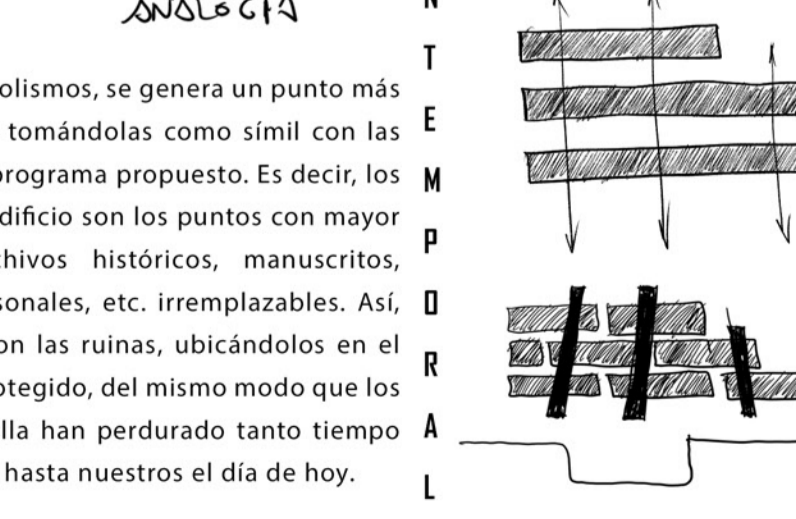 ANALOGÍA
olismos, se genera un punto más
tomándolas como símil con las
programa propuesto. Es decir, los
dificio son los puntos con mayor
chivos históricos, manuscritos,
sonales, etc. irremplazables. Así,
on las ruinas, ubicándolos en el
otegido, del mismo modo que los
lla han perdurado tanto tiempo
hasta nuestros el día de hoy.
N
T
E
M
P
O
R
A
L